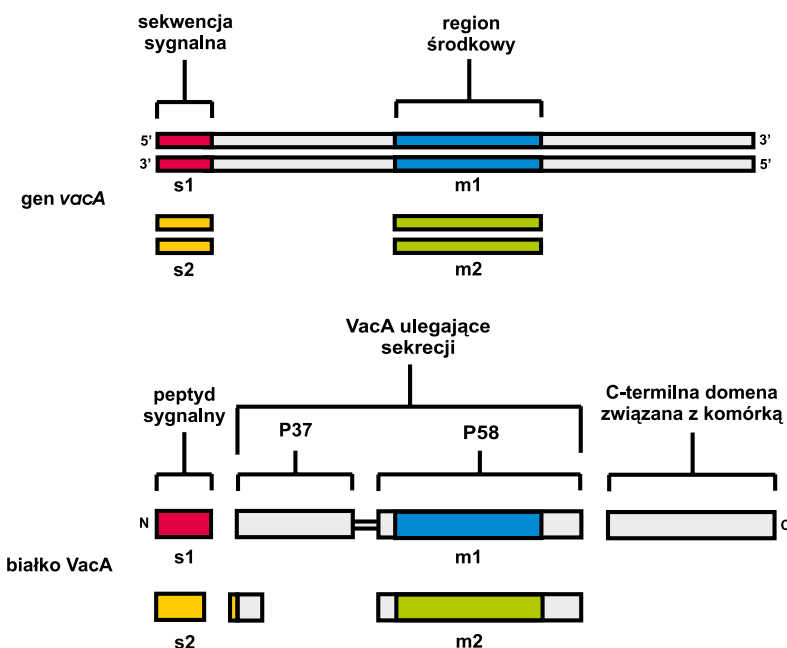 sekwencja
sygnalna
region
środkowy
5’
3’
3’
5’
s1
m1
gen vacA
s2
m2
VacA ulegające
sekrecji
peptyd
sygnalny
C-termilna domena
związana z komórką
P37
P58
N
C
s1
m1
białko VacA
s2
m2